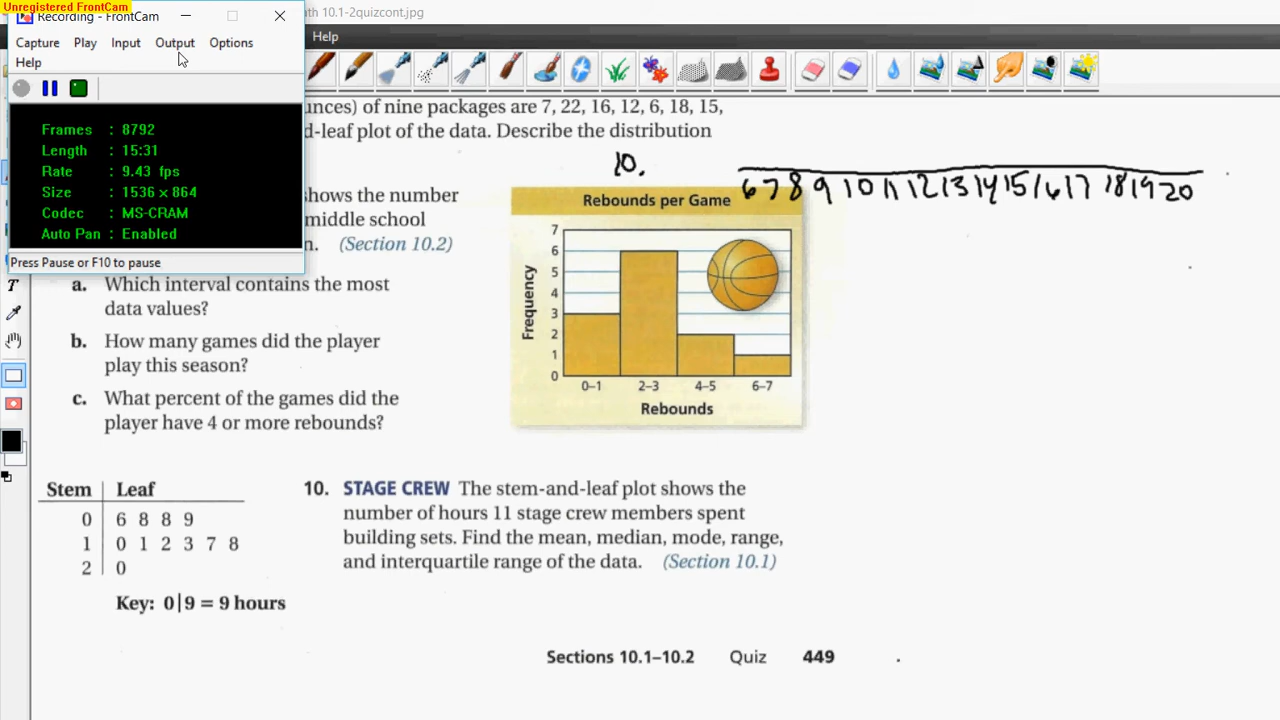 Unregistered FrontCam
Recording - FrontCam
ath 10.1-2quizcont.jpg
Capture Play Input Output Options
Help
Help
Frames : 8792
Length : 15:31
Rate : 9.43 fps
Size : 1536 × 864
Codec : MS-CRAM
Auto Pan : Enabled
Press Pause or F10 to pause
unces) of nine packages are 7, 22, 16, 12, 6, 18, 15,
d-leaf plot of the data. Describe the distribution
10.
6 7 8 9 10 11 12 13 14 15 16 17 18 19 20
shows the number
middle school
n. (Section 10.2)
a. Which interval contains the most
data values?
b. How many games did the player
play this season?
c. What percent of the games did the
player have 4 or more rebounds?
Rebounds per Game
Frequency
7
6
5
4
3
2
1
0
0–1 2–3 4–5 6–7
Rebounds
Stem Leaf
0 6 8 8 9
1 0 1 2 3 7 8
2 0
Key: 0|9 = 9 hours
10. STAGE CREW The stem-and-leaf plot shows the
number of hours 11 stage crew members spent
building sets. Find the mean, median, mode, range,
and interquartile range of the data. (Section 10.1)
Sections 10.1–10.2 Quiz 449